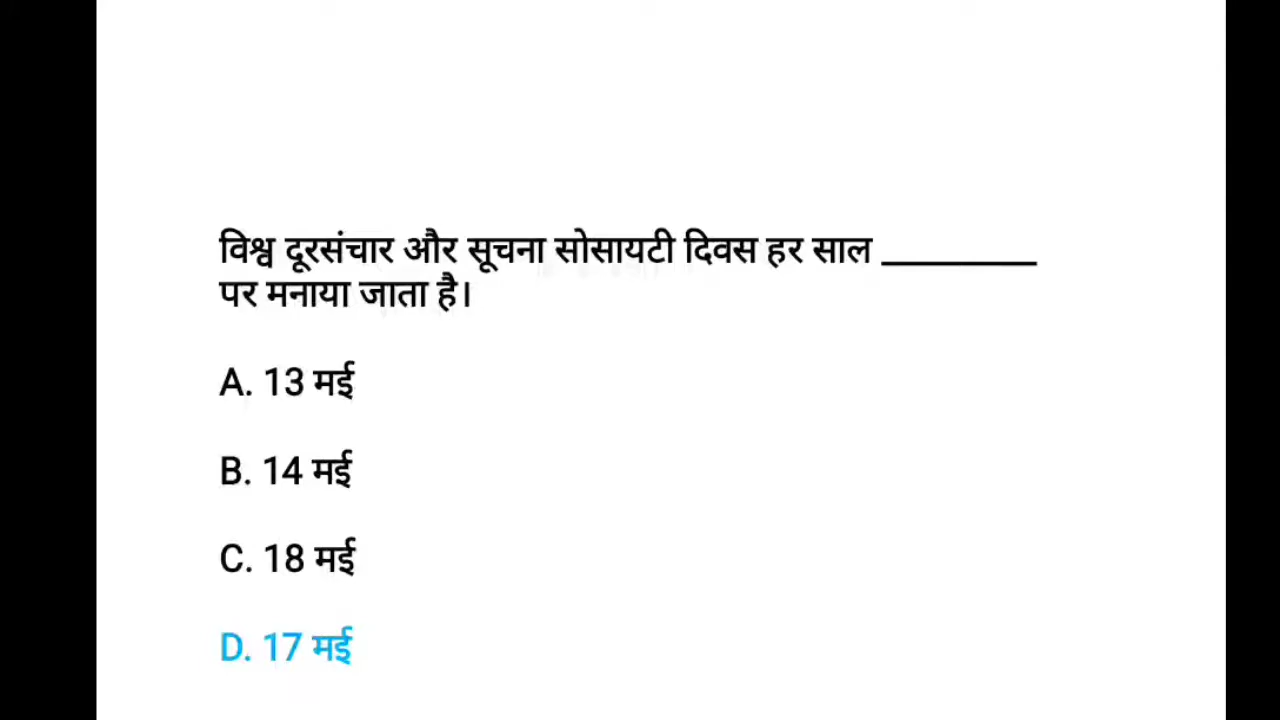 विश्व दूरसंचार और सूचना सोसायटी दिवस हर साल _________
पर मनाया जाता है।
A. 13 मई
B. 14 मई
C. 18 मई
D. 17 मई